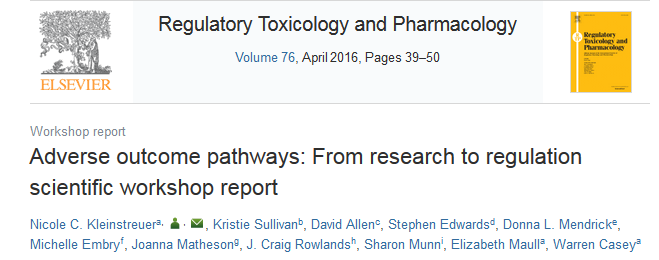 Regulatory Toxicology and Pharmacology
Volume 76, April 2016, Pages 39–50
ELSEVIER
Regulatory
Toxicology and
Pharmacology
Workshop report
Adverse outcome pathways: From research to regulation
scientific workshop report
Nicole C. Kleinstreuera, , Kristie Sullivanb, David Allenc, Stephen Edwardsd, Donna L. Mendricke,
Michelle Embryf, Joanna Mathesong, J. Craig Rowlandsh, Sharon Munni, Elizabeth Maulla, Warren Caseya